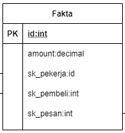 Fakta
PK id:int
amount:decimal
sk_pekerja:id
sk_pembeli:int
sk_pesan:int